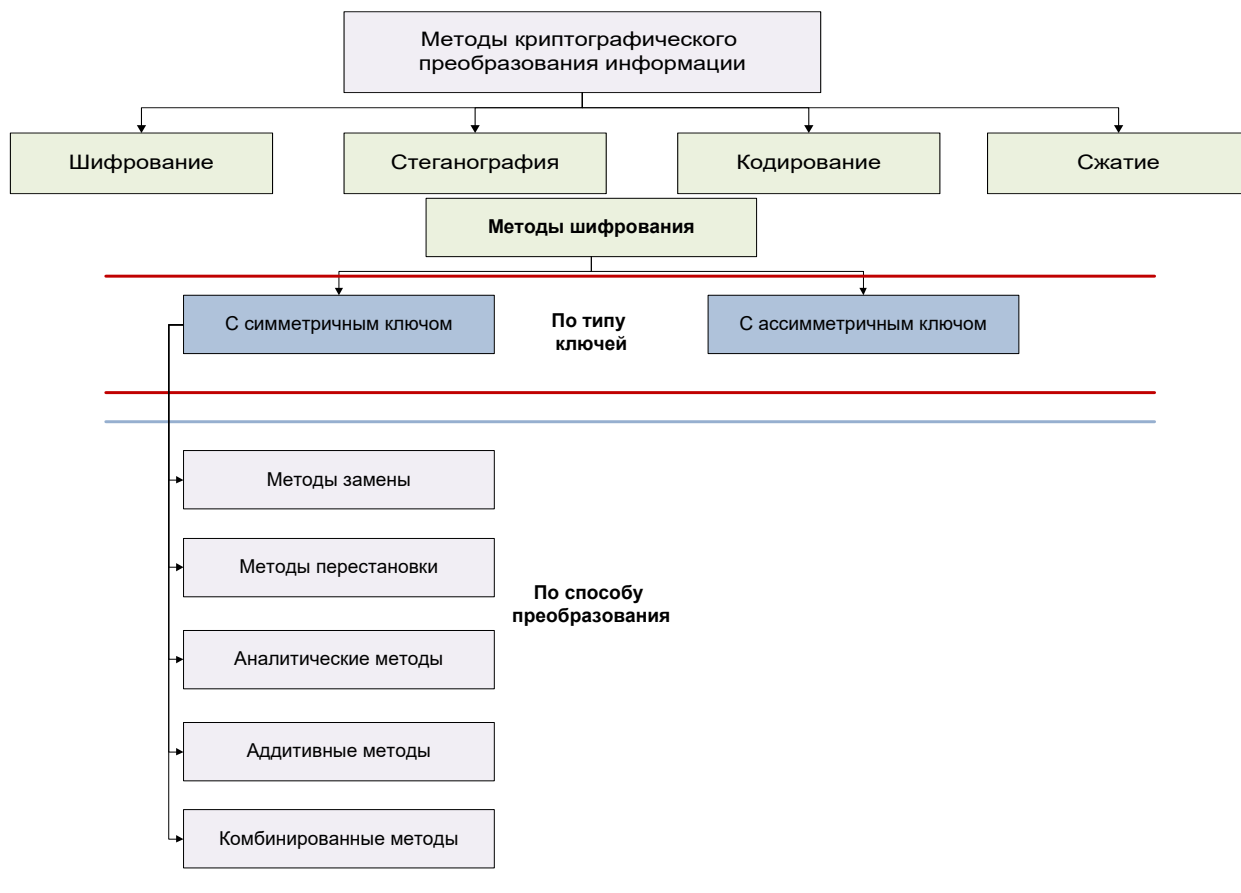 Методы криптографического
преобразования информации
Шифрование
Стеганография
Кодирование
Сжатие
Методы шифрования
С симметричным ключом
По типу
ключей
С ассимметричным ключом
Методы замены
Методы перестановки
По способу
преобразования
Аналитические методы
Аддитивные методы
Комбинированные методы